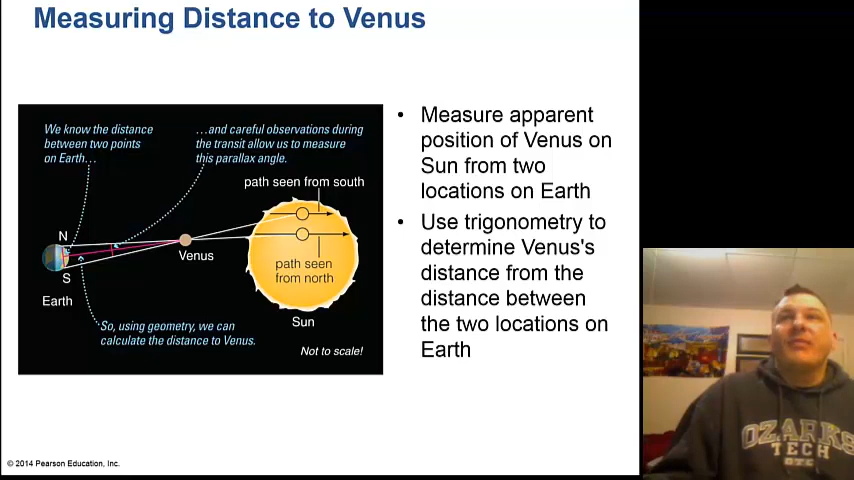 Measuring Distance to Venus
We know the distance
between two points
on Earth...
...and careful observations during
the transit allow us to measure
this parallax angle.
path seen from south
N
Venus
path seen
from north
S
Earth
Sun
So, using geometry, we can
calculate the distance to Venus.
Not to scale!
• Measure apparent
position of Venus on
Sun from two
locations on Earth
• Use trigonometry to
determine Venus's
distance from the
distance between
the two locations on
Earth
© 2014 Pearson Education, Inc.
OZARKS
TECH